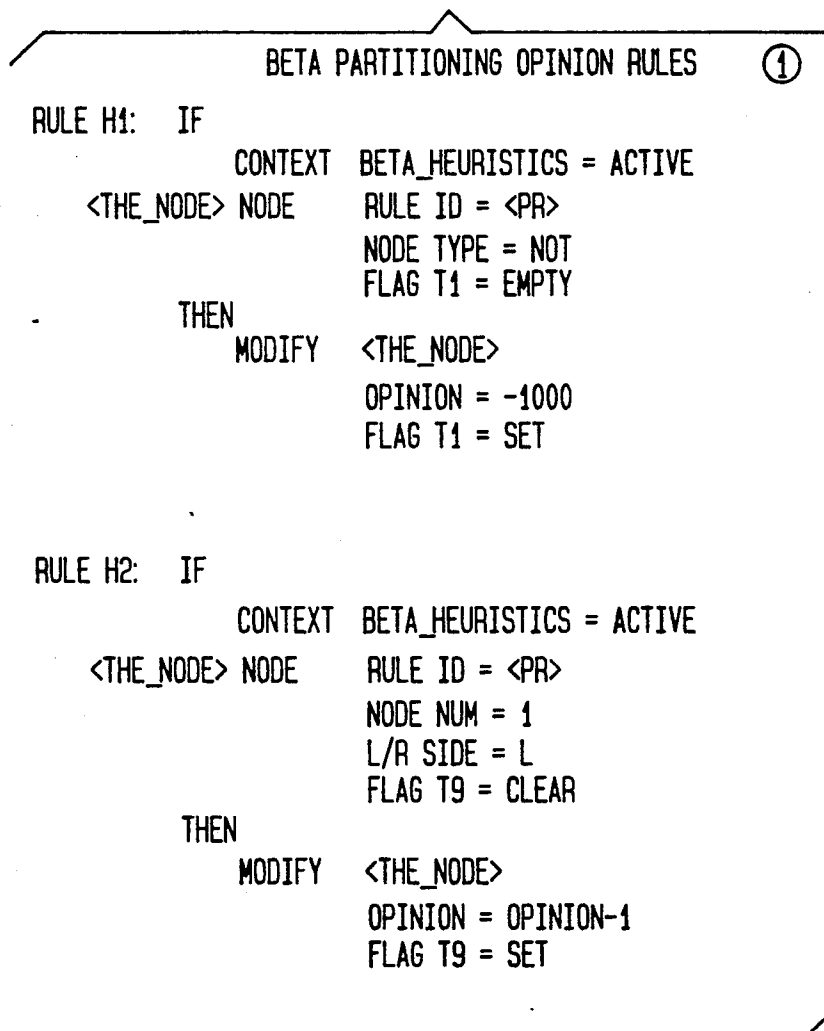 BETA PARTITIONING OPINION RULES ①
RULE H1: IF
CONTEXT BETA_HEURISTICS = ACTIVE
<THE_NODE> NODE RULE ID = <PR>
NODE TYPE = NOT
FLAG T1 = EMPTY
THEN
MODIFY <THE_NODE>
OPINION = -1000
FLAG T1 = SET
RULE H2: IF
CONTEXT BETA_HEURISTICS = ACTIVE
<THE_NODE> NODE RULE ID = <PR>
NODE NUM = 1
L/R SIDE = L
FLAG T9 = CLEAR
THEN
MODIFY <THE_NODE>
OPINION = OPINION-1
FLAG T9 = SET